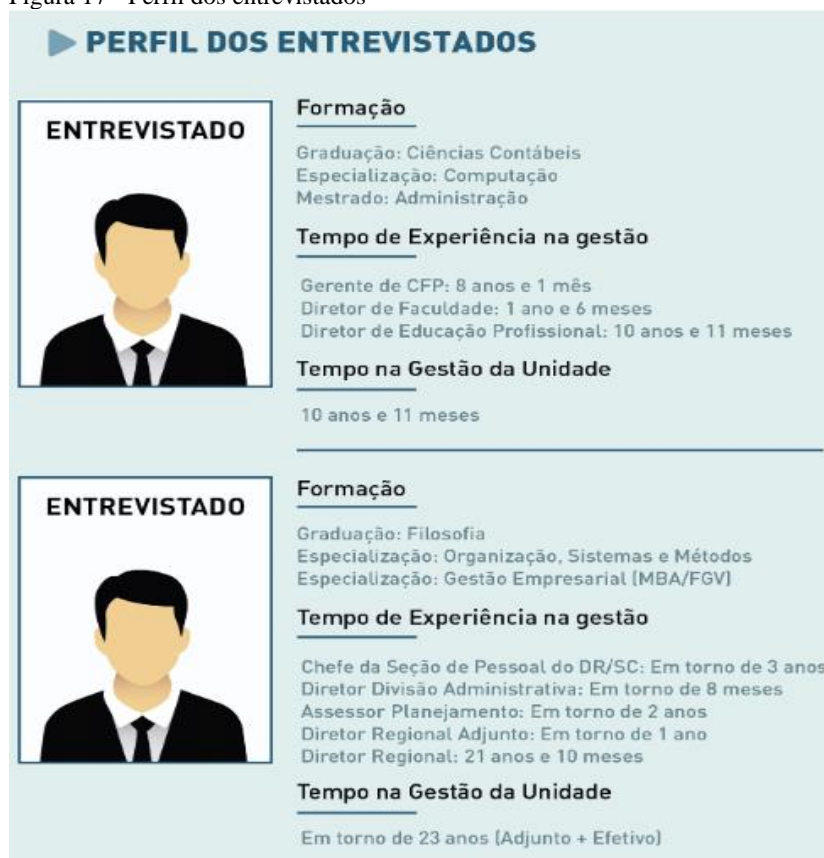 Figura 17 - Perfil dos entrevistados
PERFIL DOS ENTREVISTADOS
ENTREVISTADO
Formação
Graduação: Ciências Contábeis
Especialização: Computação
Mestrado: Administração
Tempo de Experiência na gestão
Gerente de CFP: 8 anos e 1 mês
Diretor de Faculdade: 1 ano e 6 meses
Diretor de Educação Profissional: 10 anos e 11 meses
Tempo na Gestão da Unidade
10 anos e 11 meses
ENTREVISTADO
Formação
Graduação: Filosofia
Especialização: Organização, Sistemas e Métodos
Especialização: Gestão Empresarial (MBA/FGV)
Tempo de Experiência na gestão
Chefe da Seção de Pessoal do DR/SC: Em torno de 3 anos
Diretor Divisão Administrativa: Em torno de 8 meses
Assessor Planejamento: Em torno de 2 anos
Diretor Regional Adjunto: Em torno de 1 ano
Diretor Regional: 21 anos e 10 meses
Tempo na Gestão da Unidade
Em torno de 23 anos (Adjunto + Efetivo)